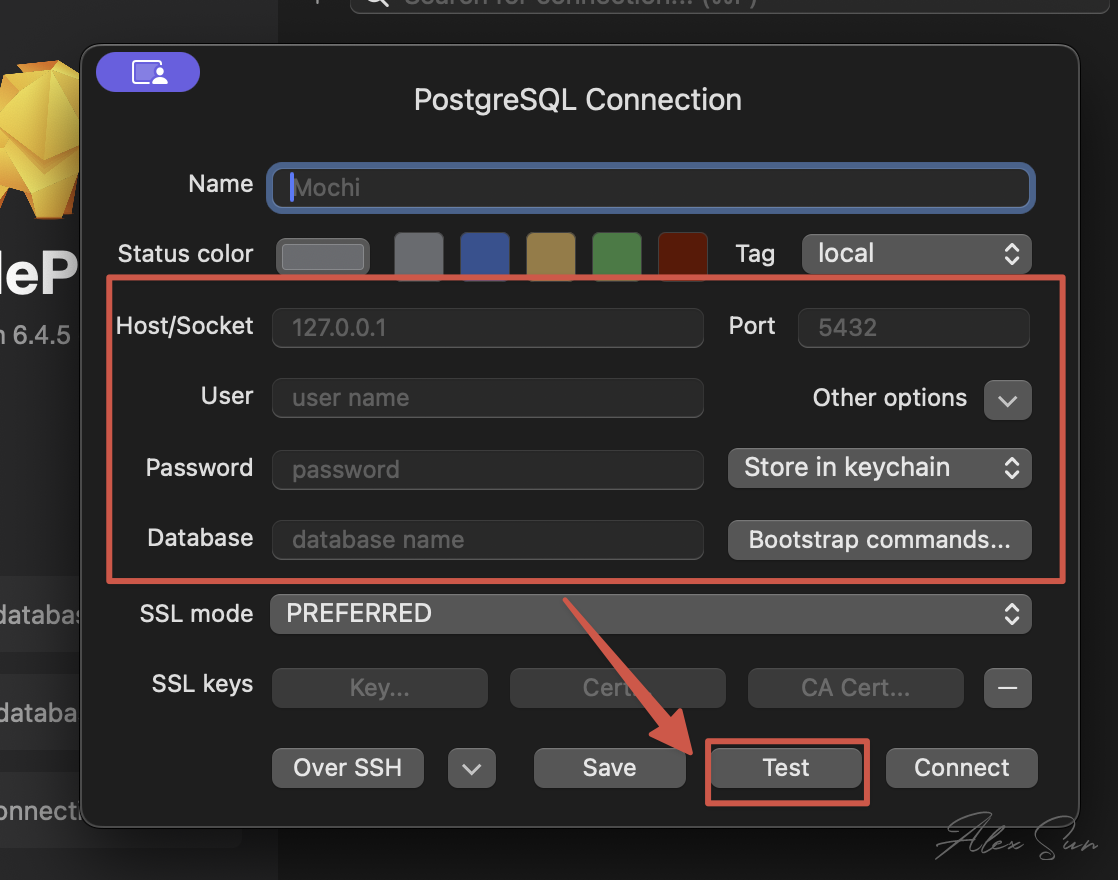 Search for connection... (⌘F)
PostgreSQL Connection
Name Mochi
Status color Tag local
leP
6.4.5
Host/Socket 127.0.0.1 Port 5432
User user name Other options
Password password Store in keychain
Database database name Bootstrap commands...
SSL mode PREFERRED
databas
SSL keys Key... Cert... CA Cert...
databa
Over SSH Save Test Connect
onnecti
Alex Sun